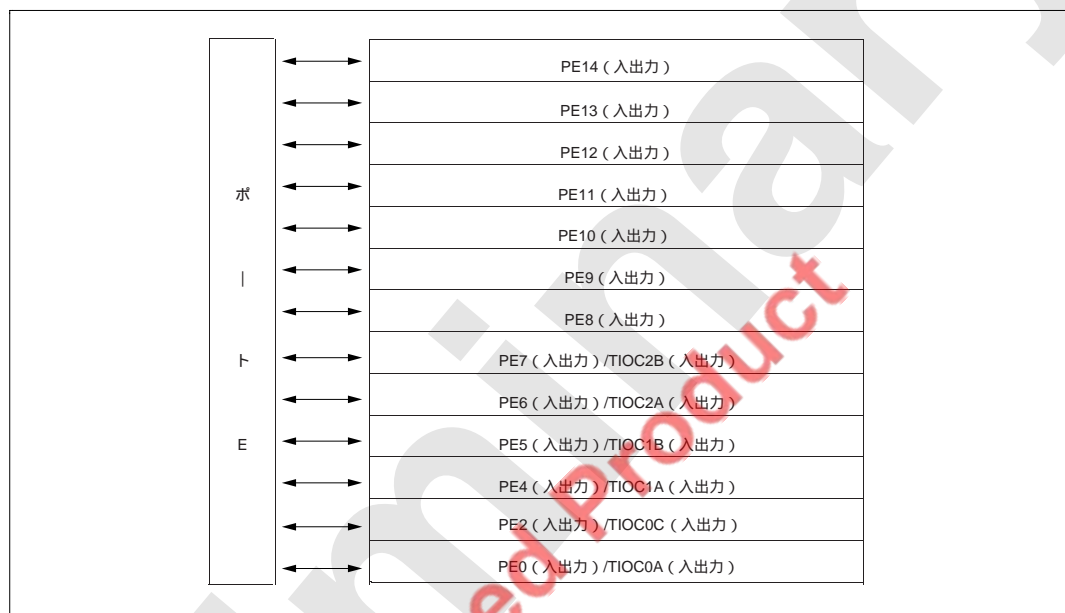 ポ
ー
ト
E
PE14 ( 入出力 )
PE13 ( 入出力 )
PE12 ( 入出力 )
PE11 ( 入出力 )
PE10 ( 入出力 )
PE9 ( 入出力 )
PE8 ( 入出力 )
PE7 ( 入出力 ) /TIOC2B ( 入出力 )
PE6 ( 入出力 ) /TIOC2A ( 入出力 )
PE5 ( 入出力 ) /TIOC1B ( 入出力 )
PE4 ( 入出力 ) /TIOC1A ( 入出力 )
PE2 ( 入出力 ) /TIOC0C ( 入出力 )
PE0 ( 入出力 ) /TIOC0A ( 入出力 )
minary
ed Product